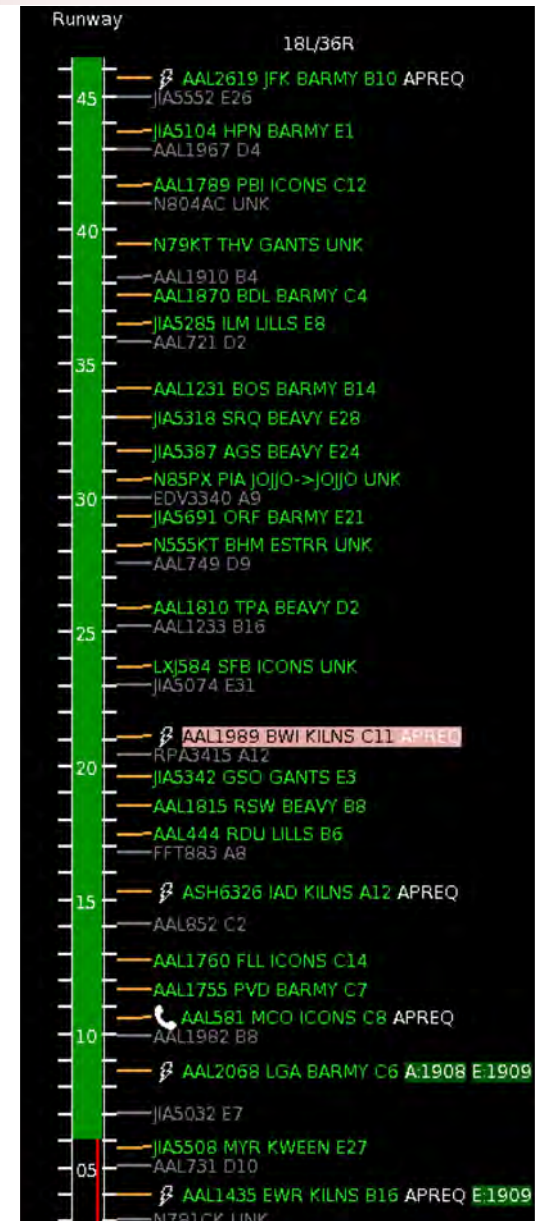 Runway
18L/36R
AAL2619 JFK BARMY B10 APREQ
45
JIA5552 E26
JIA5104 HPN BARMY E1
AAL1967 D4
AAL1789 PBI ICONS C12
N804AC UNK
40
N79KT THV GANTS UNK
AAL1910 B4
AAL1870 BDL BARMY C4
JIA5285 ILM LILLS E8
AAL721 D2
35
AAL1231 BOS BARMY B14
JIA5318 SRQ BEAVY E28
JIA5387 AGS BEAVY E24
N85PX PIA JOJJO->JOJJO UNK
30
EDV3340 A9
JIA5691 ORF BARMY E21
N555KT BHM ESTRR UNK
AAL749 D9
AAL1810 TPA BEAVY D2
25
AAL1233 B16
LXJ584 SFB ICONS UNK
JIA5074 E31
AAL1989 BWI KILNS C11 APREQ
RPA3415 A12
20
JIA5342 GSO GANTS E3
AAL1815 RSW BEAVY B8
AAL444 RDU LILLS B6
FFT883 A8
ASH6326 IAD KILNS A12 APREQ
15
AAL852 C2
AAL1760 FLL ICONS C14
AAL1755 PVD BARMY C7
AAL581 MCO ICONS C8 APREQ
10
AAL1982 B8
AAL2068 LGA BARMY C6 A:1908 E:1909
JIA5032 E7
JIA5508 MYR KWEEN E27
05
AAL731 D10
AAL1435 EWR KILNS B16 APREQ E:1909
N791CK UNK